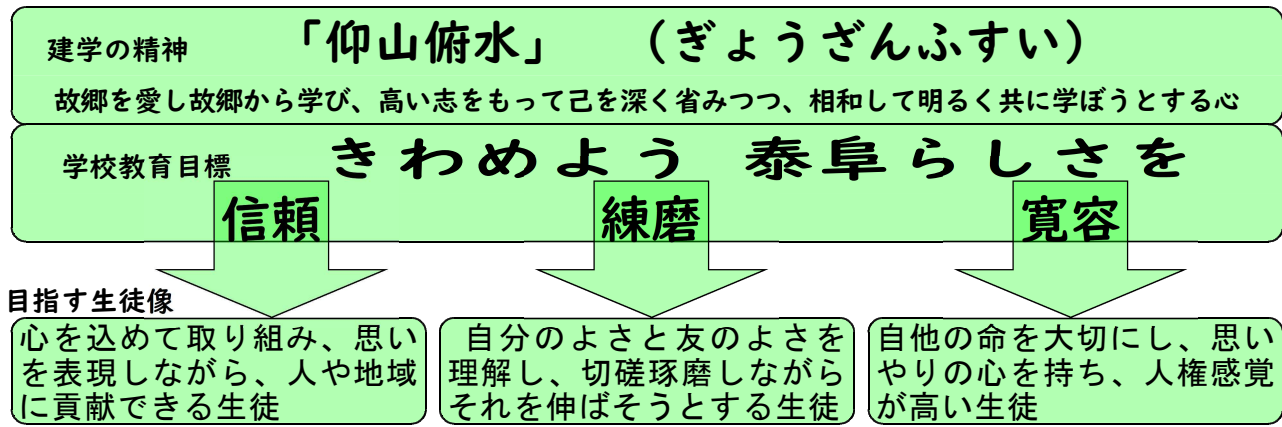 建学の精神 「仰山俯水」 (ぎょうざんふすい)
故郷を愛し故郷から学び、高い志をもって己を深く省みつつ、相和して明るく共に学ぼうとする心
学校教育目標 きわめよう 泰阜らしさを
信頼 練磨 寛容
目指す生徒像
心を込めて取り組み、思い
を表現しながら、人や地域
に貢献できる生徒
自分のよさと友のよさを
理解し、切磋琢磨しながら
それを伸ばそうとする生徒
自他の命を大切にし、思い
やりの心を持ち、人権感覚
が高い生徒